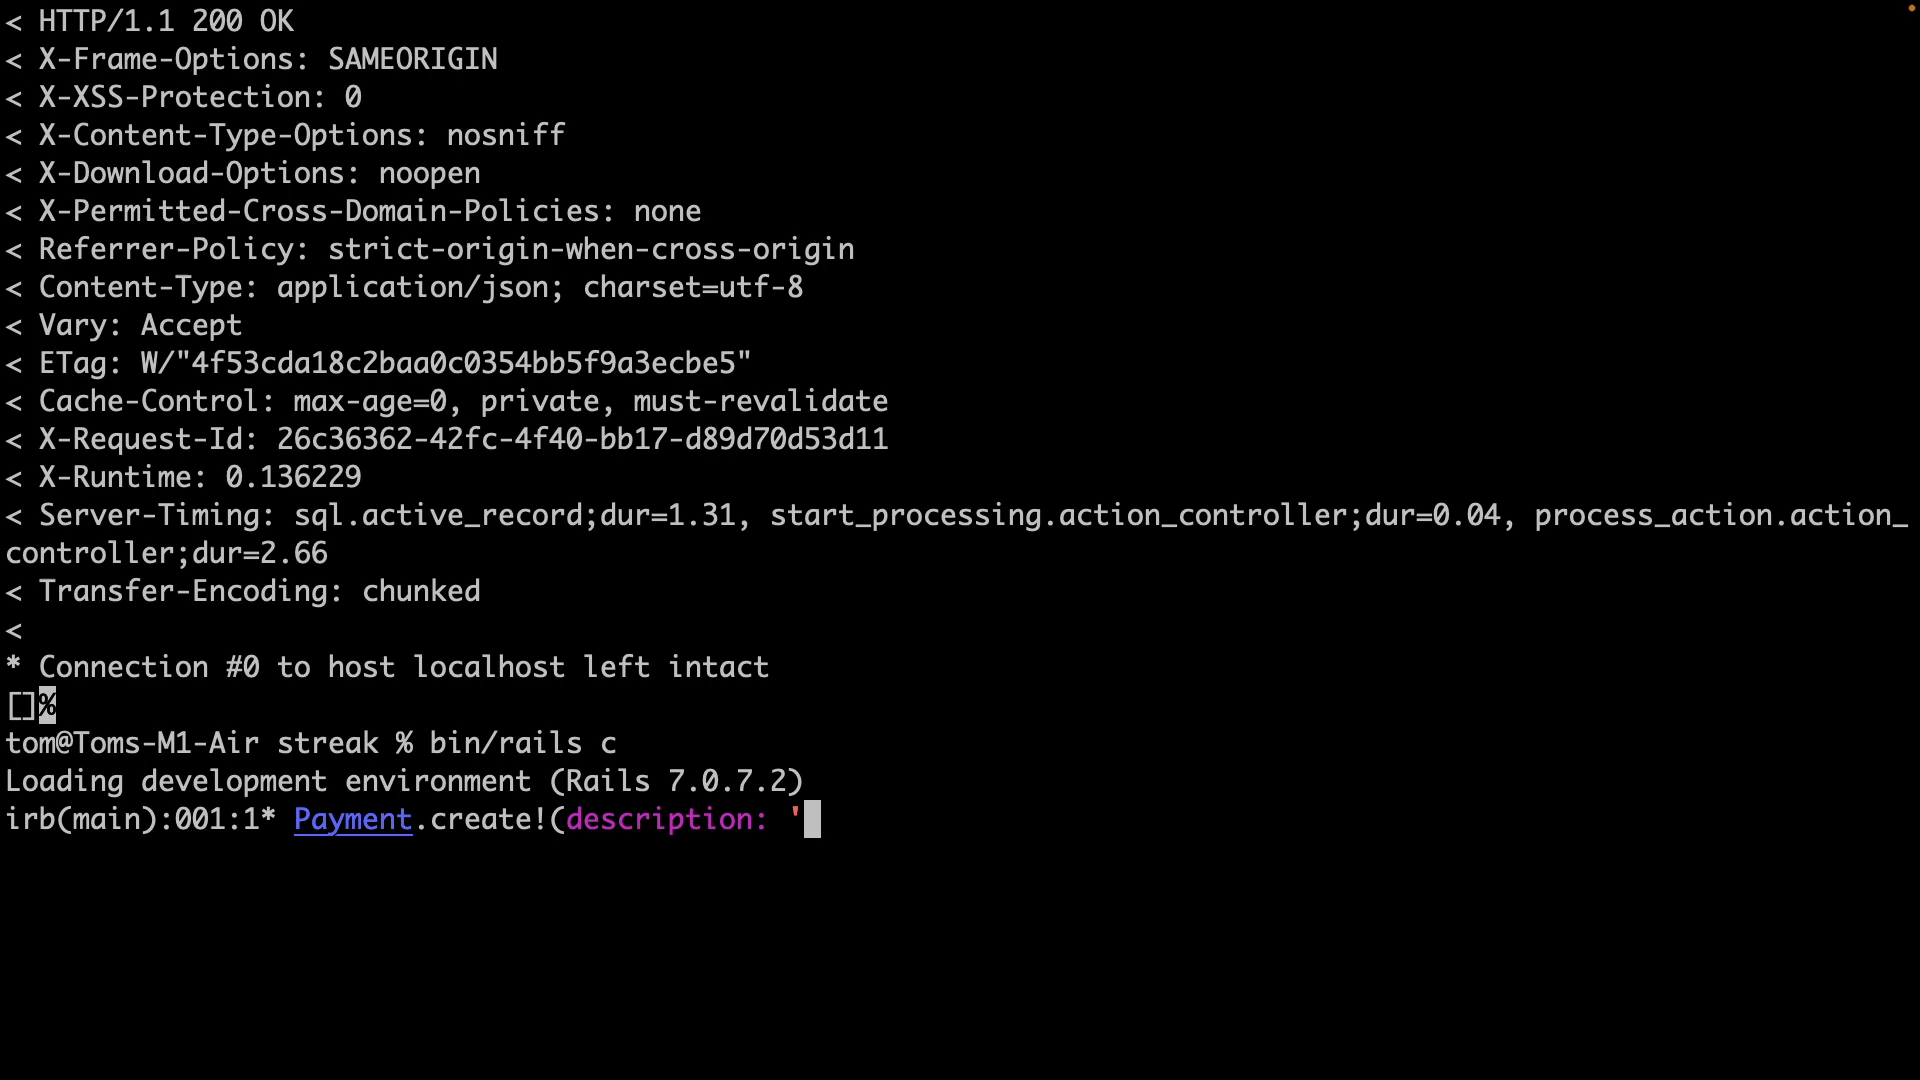 < HTTP/1.1 200 OK
< X-Frame-Options: SAMEORIGIN
< X-XSS-Protection: 0
< X-Content-Type-Options: nosniff
< X-Download-Options: noopen
< X-Permitted-Cross-Domain-Policies: none
< Referrer-Policy: strict-origin-when-cross-origin
< Content-Type: application/json; charset=utf-8
< Vary: Accept
< ETag: W/"4f53cda18c2baa0c0354bb5f9a3ecbe5"
< Cache-Control: max-age=0, private, must-revalidate
< X-Request-Id: 26c36362-42fc-4f40-bb17-d89d70d53d11
< X-Runtime: 0.136229
< Server-Timing: sql.active_record;dur=1.31, start_processing.action_controller;dur=0.04, process_action.action_
controller;dur=2.66
< Transfer-Encoding: chunked
<
* Connection #0 to host localhost left intact
[]%
tom@Toms-M1-Air streak % bin/rails c
Loading development environment (Rails 7.0.7.2)
irb(main):001:1* Payment.create!(description: '